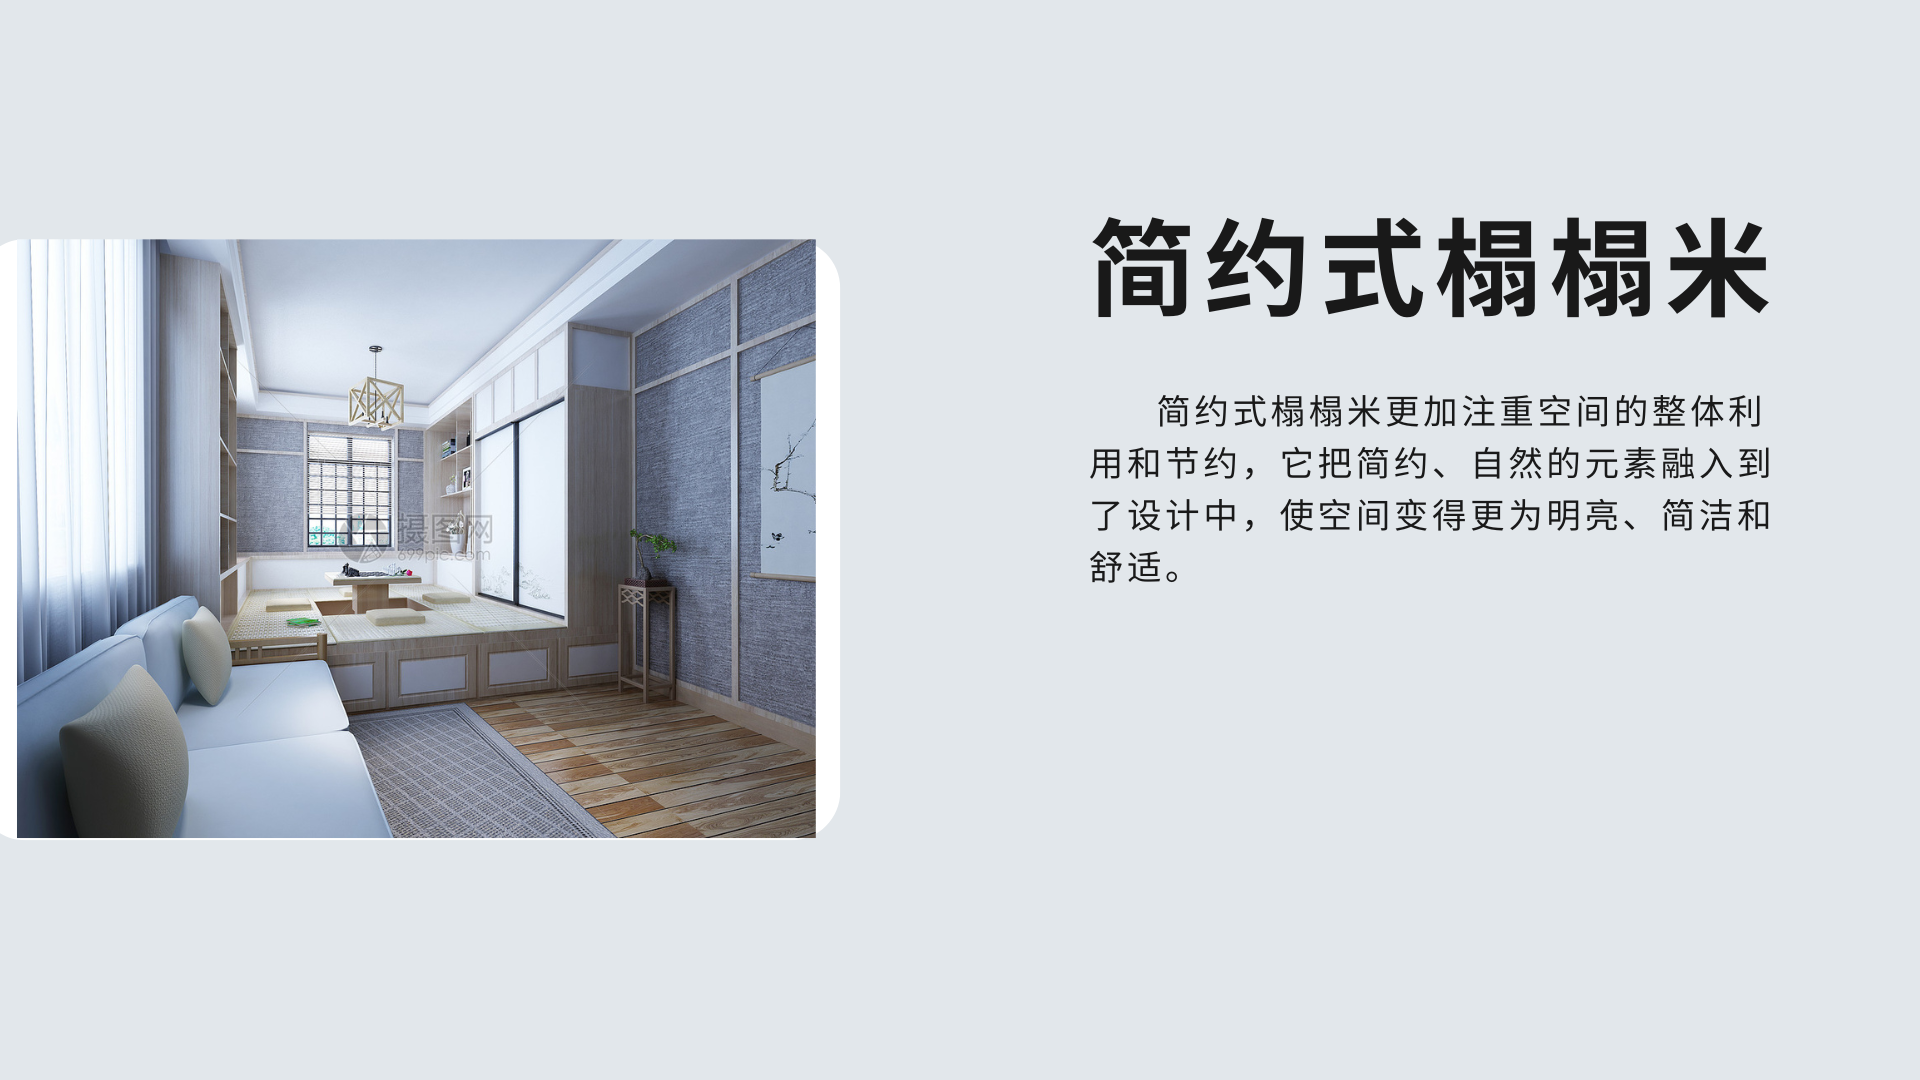 简约式榻榻米
简约式榻榻米更加注重空间的整体利
用和节约，它把简约、自然的元素融入到
了设计中，使空间变得更为明亮、简洁和
舒适。
摄图网
699pic.com